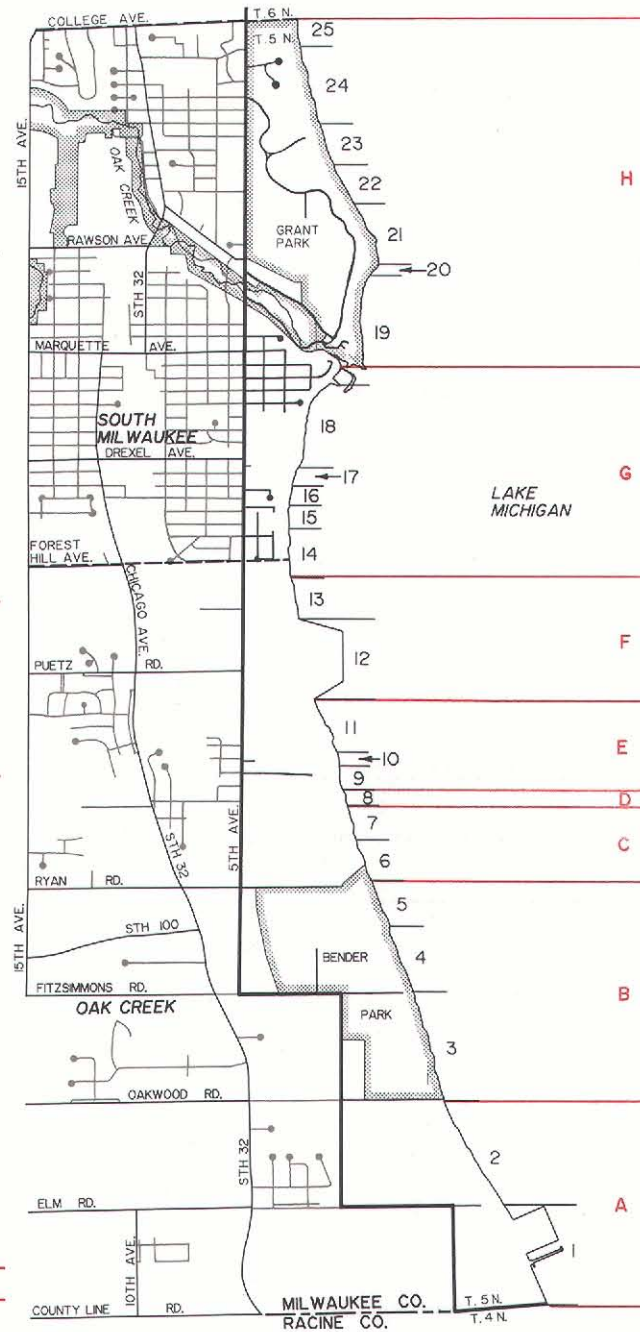 COLLEGE AVE.
T. 6 N.
T. 5 N.
25
24
23
22
H
15TH AVE.
OAK CREEK
GRANT
PARK
21
RAWSON AVE.
20
STH 32
19
MARQUETTE AVE.
18
SOUTH
MILWAUKEE
DREXEL AVE.
17
G
16
LAKE
MICHIGAN
15
FOREST
HILL AVE.
14
CHICAGO AVE.
13
F
PUETZ RD.
12
11
E
10
9
8
D
5TH AVE.
7
C
STH 32
6
RYAN RD.
5
15TH AVE.
STH 100
BENDER
4
FITZSIMMONS RD.
B
OAK CREEK
PARK
3
OAKWOOD RD.
STH 32
2
ELM RD.
A
10TH AVE.
1
COUNTY LINE RD.
MILWAUKEE CO.
T. 5 N.
RACINE CO.
T. 4 N.